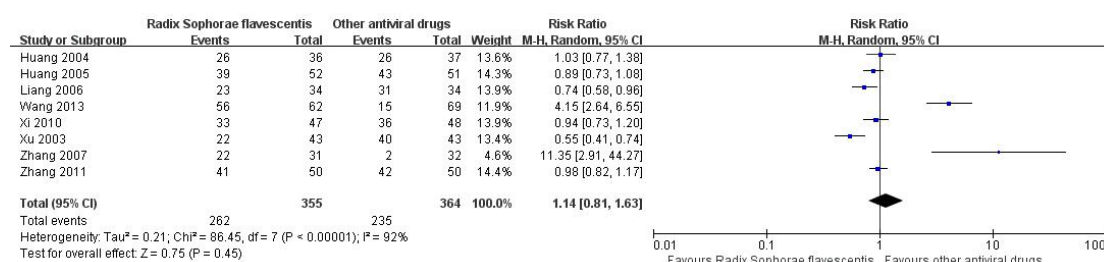 Radix Sophorae flavescentis Other antiviral drugs Risk Ratio Risk Ratio
Study or Subgroup Events Total Events Total Weight M-H, Random, 95% CI M-H, Random, 95% CI
Huang 2004 26 36 26 37 13.6% 1.03 [0.77, 1.38]
Huang 2005 39 52 43 51 14.3% 0.89 [0.73, 1.08]
Liang 2006 23 34 31 34 13.9% 0.74 [0.58, 0.96]
Wang 2013 56 62 15 69 11.9% 4.15 [2.64, 6.55]
Xi 2010 33 47 36 48 13.9% 0.94 [0.73, 1.20]
Xu 2003 22 43 40 43 13.4% 0.55 [0.41, 0.74]
Zhang 2007 22 31 2 32 4.6% 11.35 [2.91, 44.27]
Zhang 2011 41 50 42 50 14.4% 0.98 [0.82, 1.17]
Total (95% CI) 355 364 100.0% 1.14 [0.81, 1.63]
Total events 262 235
Heterogeneity: Tau² = 0.21; Chi² = 86.45, df = 7 (P < 0.00001); I² = 92%
Test for overall effect: Z = 0.75 (P = 0.45)
0.01 0.1 1 10 100
Favours Radix Sophorae flavescentis Favours other antiviral drugs